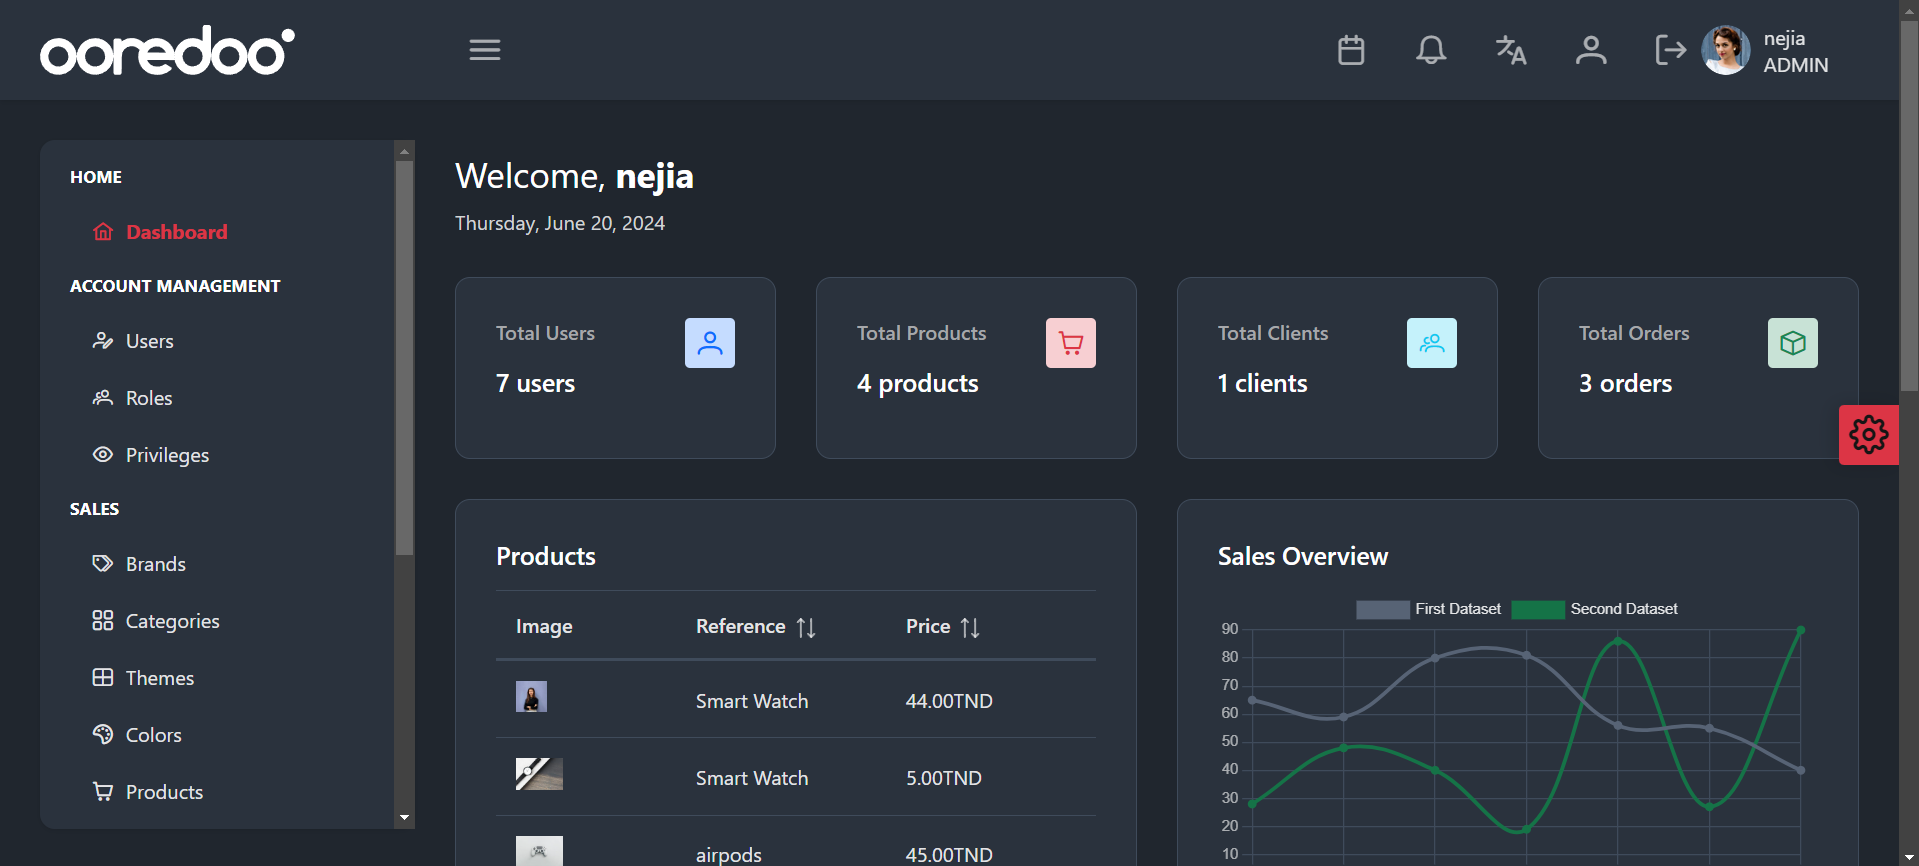 ooredoo
nejia
ADMIN
HOME
Dashboard
ACCOUNT MANAGEMENT
Users
Roles
Privileges
SALES
Brands
Categories
Themes
Colors
Products
Welcome, nejia
Thursday, June 20, 2024
Total Users
7 users
Total Products
4 products
Total Clients
1 clients
Total Orders
3 orders
Products
Image Reference Price
Smart Watch 44.00TND
Smart Watch 5.00TND
airpods 45.00TND
Sales Overview
First Dataset Second Dataset
90
80
70
60
50
40
30
20
10